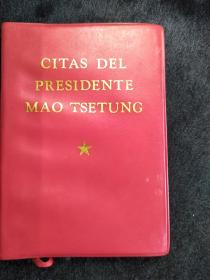 CITAS DEL
PRESIDENTE
MAO TSETUNG